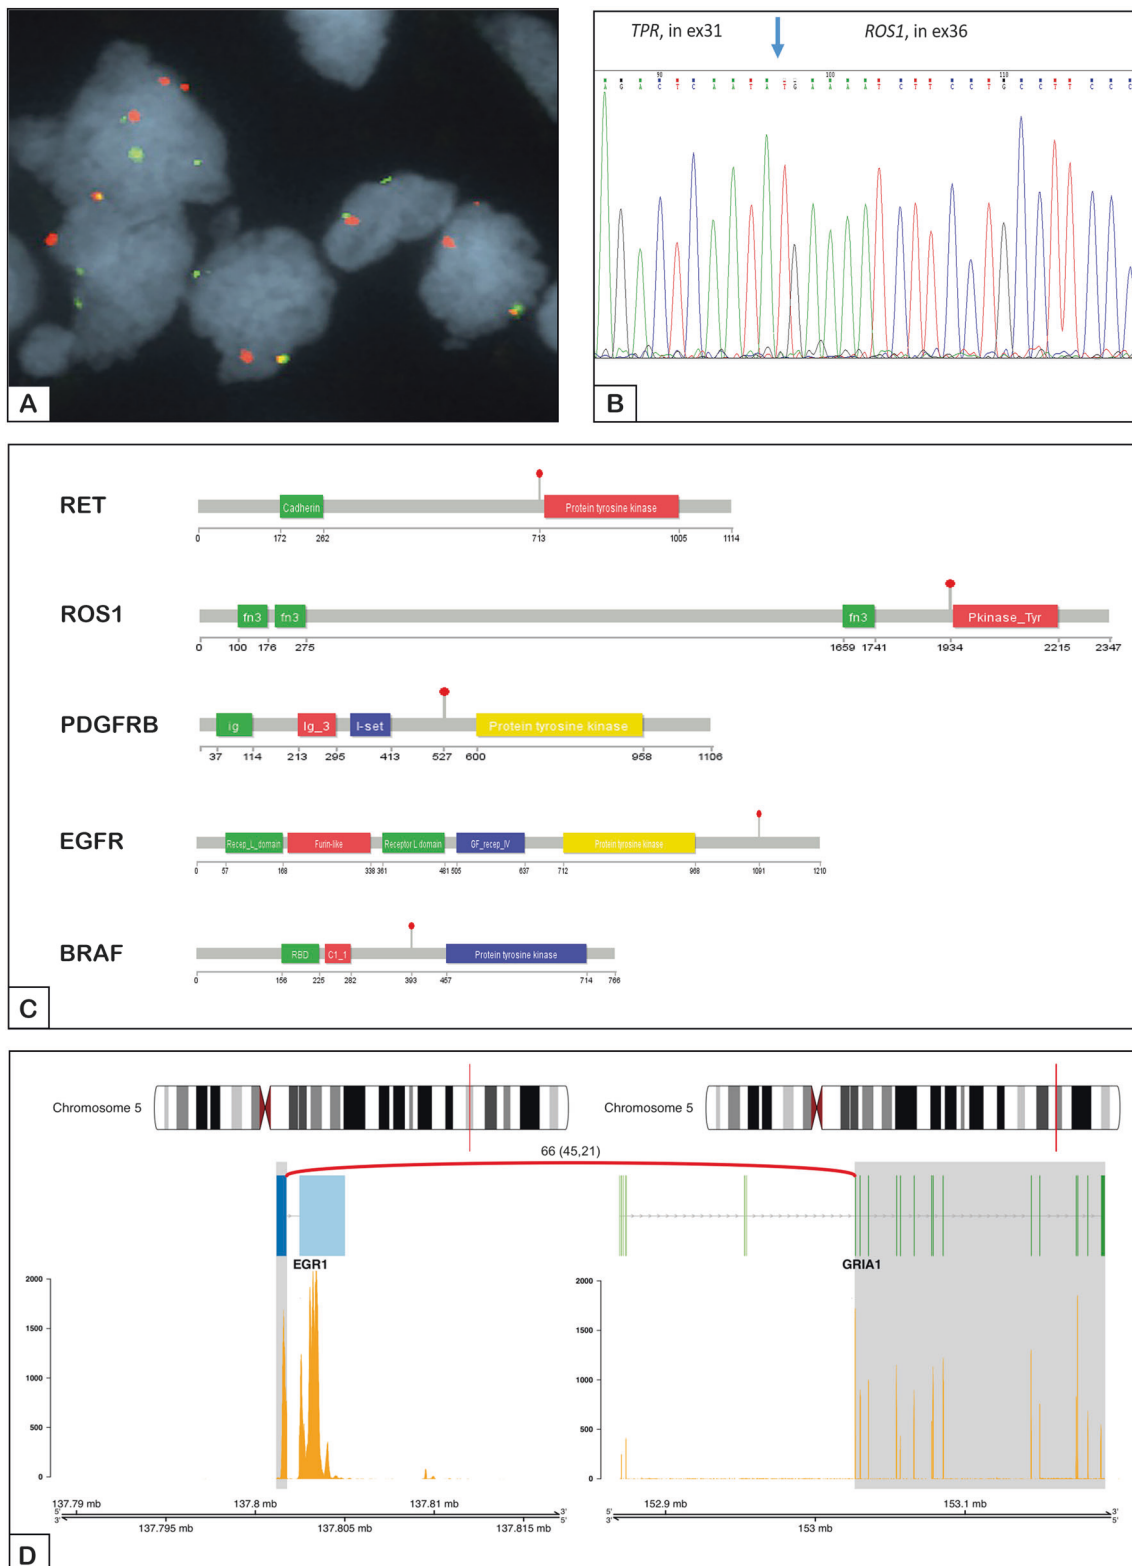 A
TPR, in ex31
ROS1, in ex36
90
100
110
A G A C T C A A T A T G A A A A T C T T C C T G C C T T C C C
B
RET
Cadherin
Protein tyrosine kinase
0 172 262 713 1005 1114
ROS1
fn3 fn3 fn3 Pkinase_Tyr
0 100 176 275 1659 1741 1934 2215 2347
PDGFRB
ig Ig_3 I-set Protein tyrosine kinase
37 114 213 295 413 527 600 958 1106
EGFR
Recep_L_domain Furin-like Receptor L domain GF_recep_IV Protein tyrosine kinase
0 57 168 338 361 481 505 637 712 968 1091 1210
BRAF
RBD C1_1 Protein tyrosine kinase
0 156 225 282 393 457 714 766
C
Chromosome 5
Chromosome 5
66 (45,21)
EGR1
GRIA1
2000
1500
1000
500
0
2000
1500
1000
500
0
137.79 mb 137.8 mb 137.81 mb
5' 3'
3' 5'
137.795 mb 137.805 mb 137.815 mb
152.9 mb 153.1 mb
5' 3'
3' 5'
153 mb
D